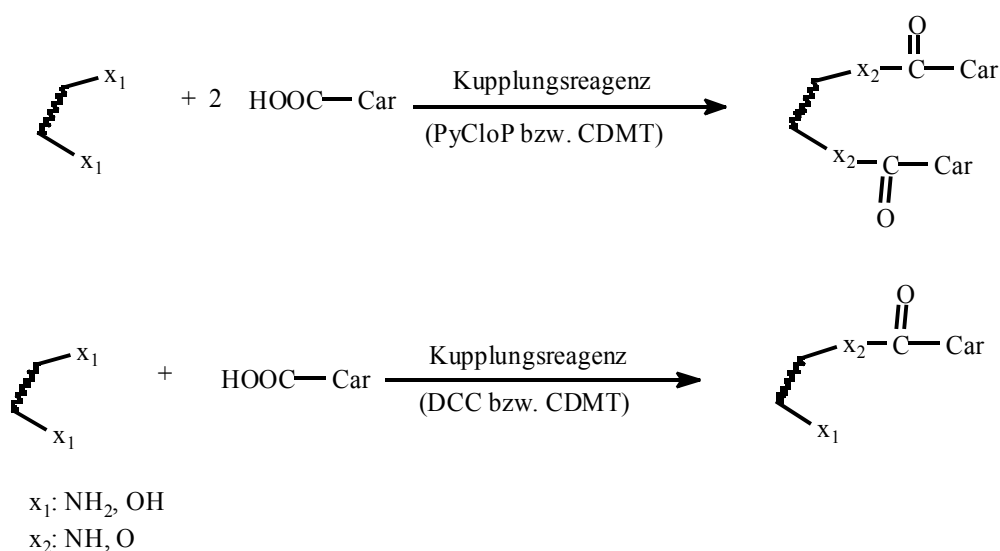 x₁
x₁
+ 2 HOOC Car
Kupplungsreagenz
(PyCloP bzw. CDMT)
O
x₂ C Car
x₂ C Car
O
x₁
x₁
+ HOOC Car
Kupplungsreagenz
(DCC bzw. CDMT)
O
x₂ C Car
x₁
x₁: NH₂, OH
x₂: NH, O